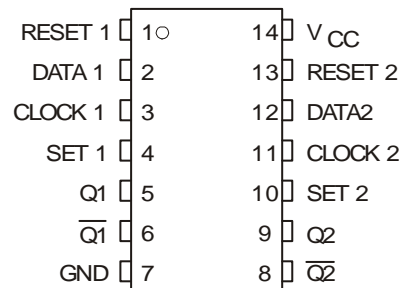 RESET 1 1 14 V CC
DATA 1 2 13 RESET 2
CLOCK 1 3 12 DATA2
SET 1 4 11 CLOCK 2
Q1 5 10 SET 2
Q1 6 9 Q2
GND 7 8 Q2